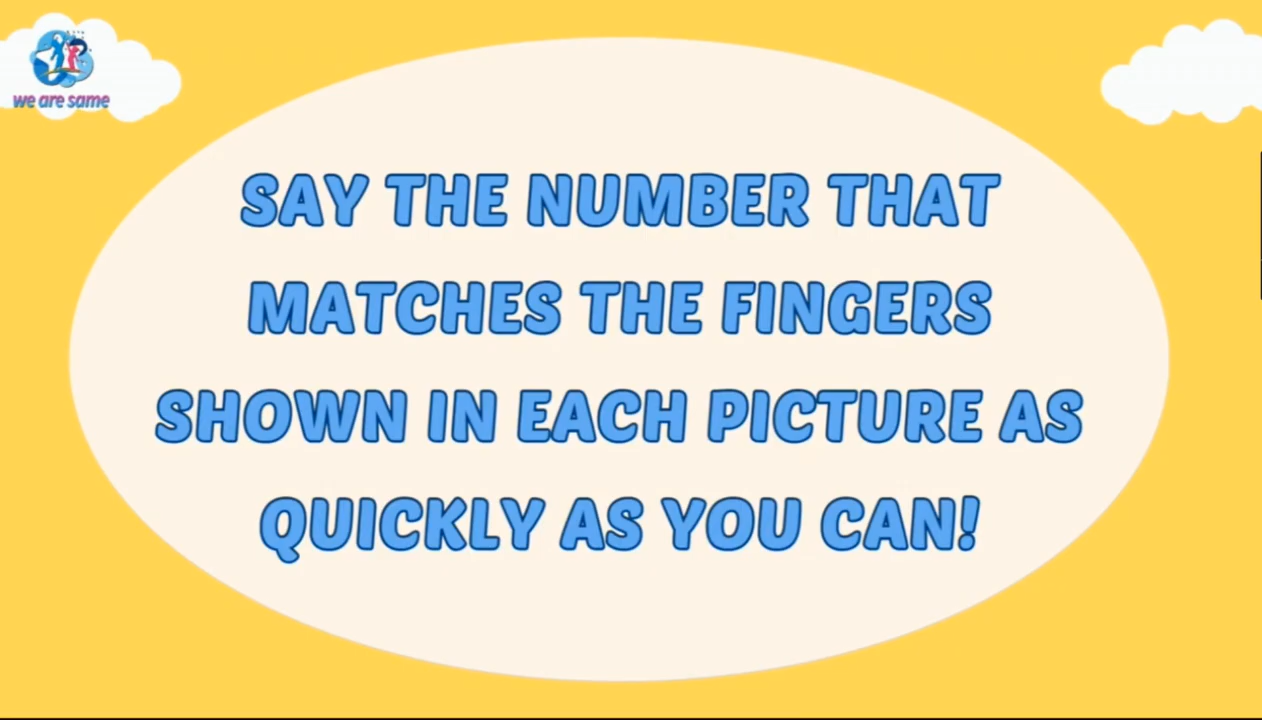 we are same
SAY THE NUMBER THAT
MATCHES THE FINGERS
SHOWN IN EACH PICTURE AS
QUICKLY AS YOU CAN!